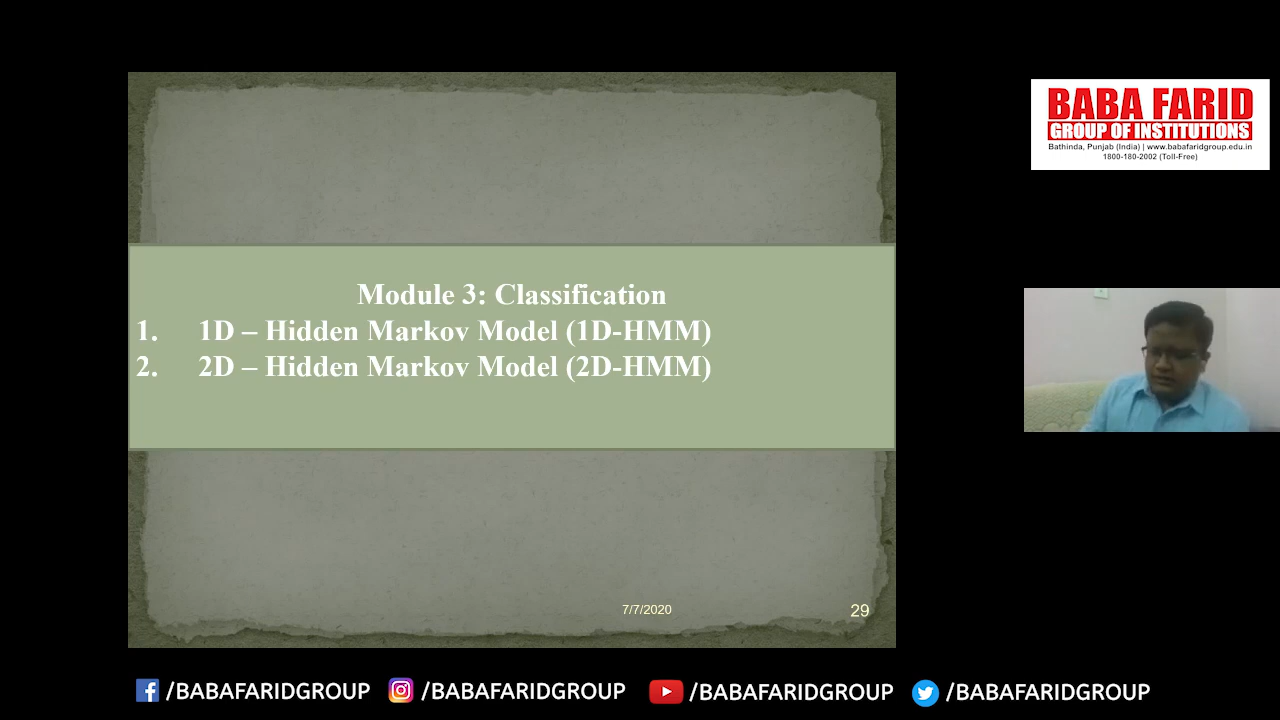 BABA FARID
GROUP OF INSTITUTIONS
Bathinda, Punjab (India) | www.babafaridgroup.edu.in
1800-180-2002 (Toll-Free)
Module 3: Classification
1. 1D – Hidden Markov Model (1D-HMM)
2. 2D – Hidden Markov Model (2D-HMM)
7/7/2020 29
/BABAFARIDGROUP /BABAFARIDGROUP /BABAFARIDGROUP /BABAFARIDGROUP